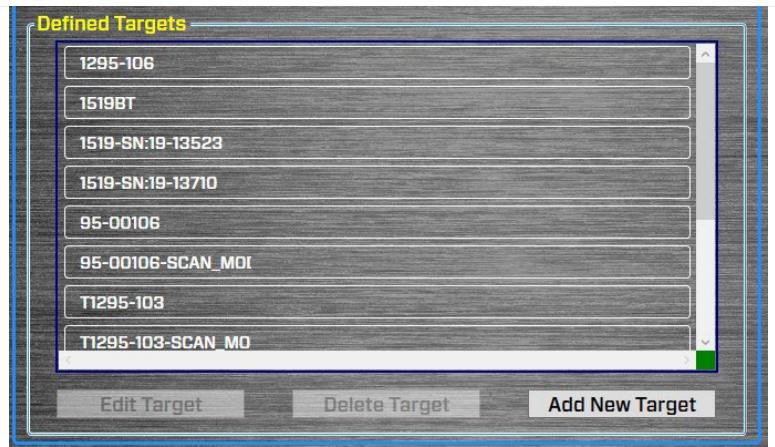 Defined Targets
1295-106
1519BT
1519-SN:19-13523
1519-SN:19-13710
95-00106
95-00106-SCAN_MO
T1295-103
T1295-103-SCAN_MO
Edit Target
Delete Target
Add New Target